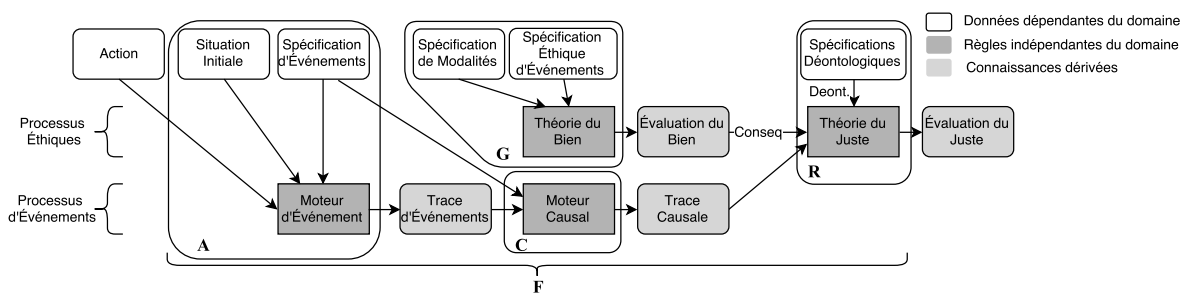 Action
Situation
Initiale
Spécification
d'Événements
Spécification
de Modalités
Spécification
Éthique
d'Événements
Spécifications
Déontologiques
Données dépendantes du domaine
Règles indépendantes du domaine
Connaissances dérivées
Deont.
Processus
Éthiques
Théorie du
Bien
Évaluation du
Bien
Conseq
Théorie du
Juste
Évaluation du
Juste
G
R
Processus
d'Événements
Moteur
d'Événement
Trace
d'Événements
Moteur
Causal
Trace
Causale
A
C
F